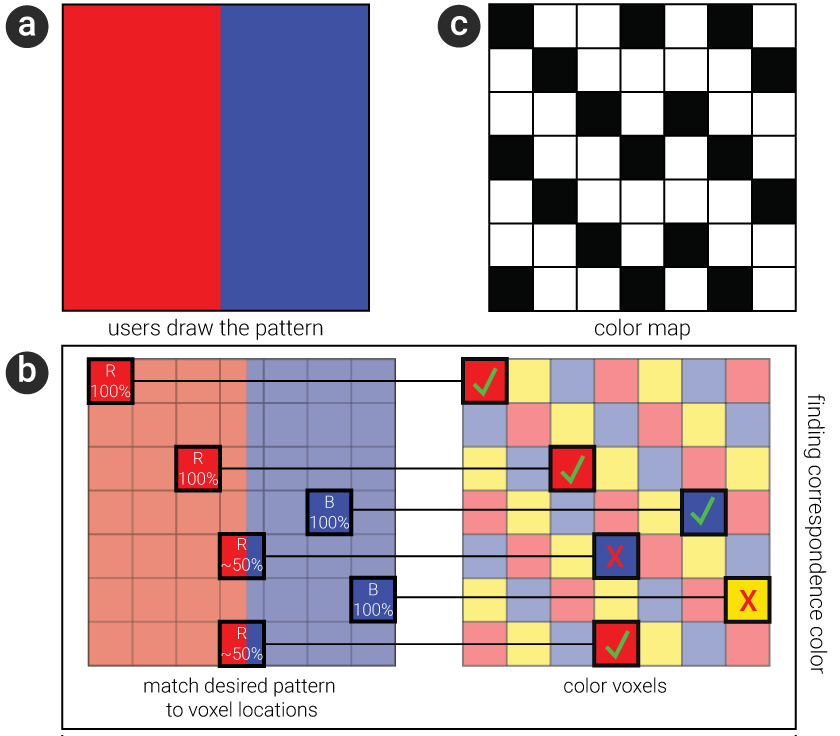 a
c
users draw the pattern
color map
b
R
100%
R
100%
B
100%
R
~50%
X
B
100%
X
R
~50%
match desired pattern
to voxel locations
color voxels
finding correspondence color